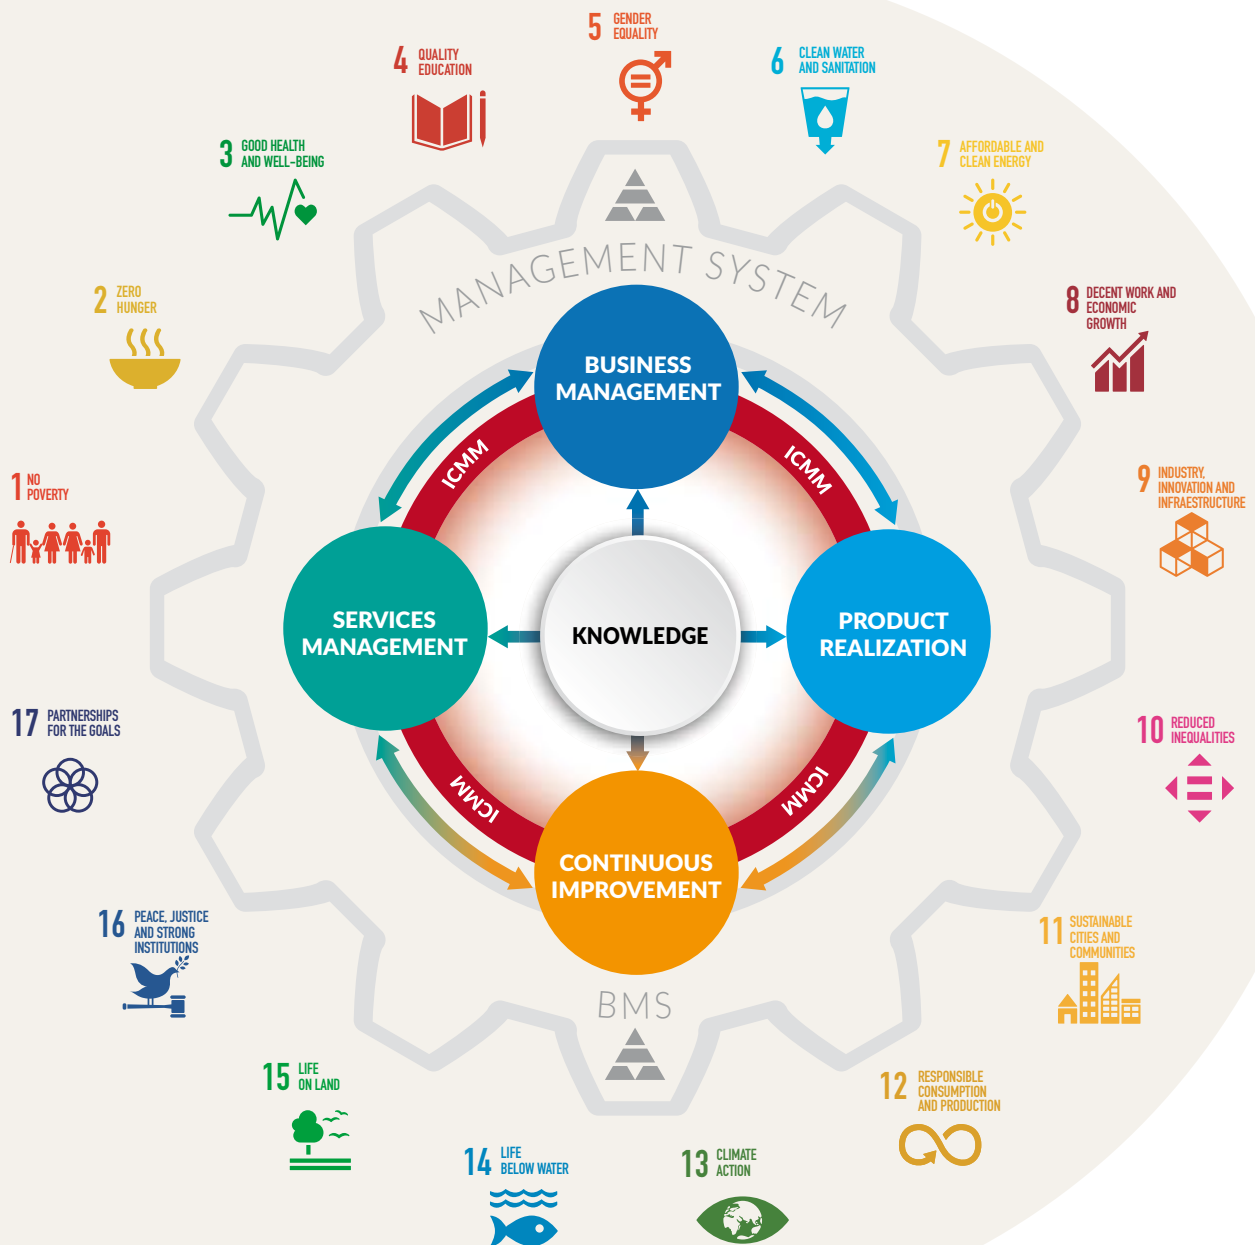 5 GENDER
EQUALITY
4 QUALITY
EDUCATION
6 CLEAN WATER
AND SANITATION
3 GOOD HEALTH
AND WELL-BEING
7 AFFORDABLE AND
CLEAN ENERGY
MANAGEMENT SYSTEM
2 ZERO
HUNGER
8 DECENT WORK AND
ECONOMIC
GROWTH
BUSINESS
MANAGEMENT
ICMM
ICMM
1 NO
POVERTY
9 INDUSTRY,
INNOVATION AND
INFRAESTRUCTURE
SERVICES
MANAGEMENT
KNOWLEDGE
PRODUCT
REALIZATION
17 PARTNERSHIPS
FOR THE GOALS
10 REDUCED
INEQUALITIES
ICMM
ICMM
CONTINUOUS
IMPROVEMENT
16 PEACE, JUSTICE
AND STRONG
INSTITUTIONS
11 SUSTAINABLE
CITIES AND
COMMUNITIES
BMS
15 LIFE
ON LAND
12 RESPONSIBLE
CONSUMPTION
AND PRODUCTION
14 LIFE
BELOW WATER
13 CLIMATE
ACTION